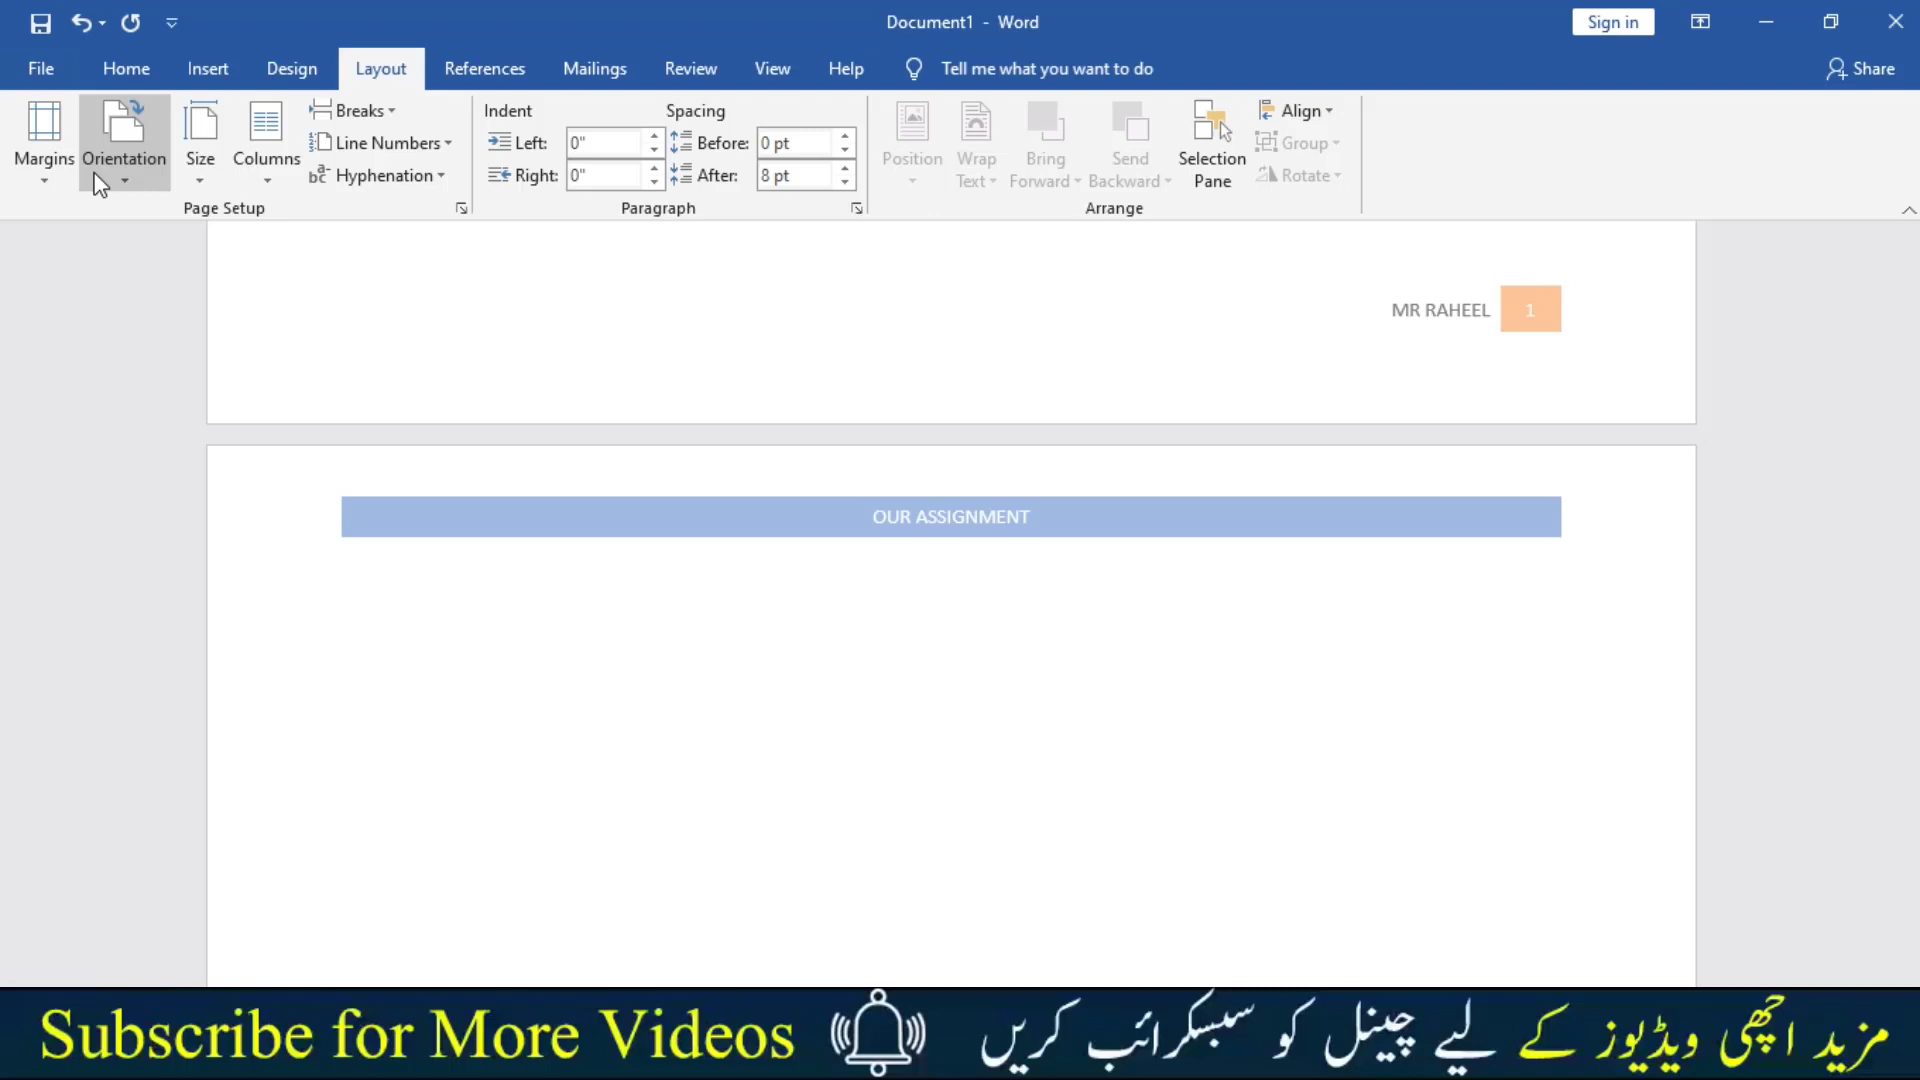 Document1 - Word
Sign in
File Home Insert Design Layout References Mailings Review View Help Tell me what you want to do Share
Margins Orientation Size Columns
Breaks
Line Numbers
Hyphenation
Page Setup
Indent Spacing
Left: 0" Before: 0 pt
Right: 0" After: 8 pt
Paragraph
Position Wrap Text Bring Forward Send Backward Selection Pane
Align
Group
Rotate
Arrange
MR RAHEEL 1
OUR ASSIGNMENT
Subscribe for More Videos
مزید اچھی ویڈیوز کے لیے چینل کو سبسکرائب کریں